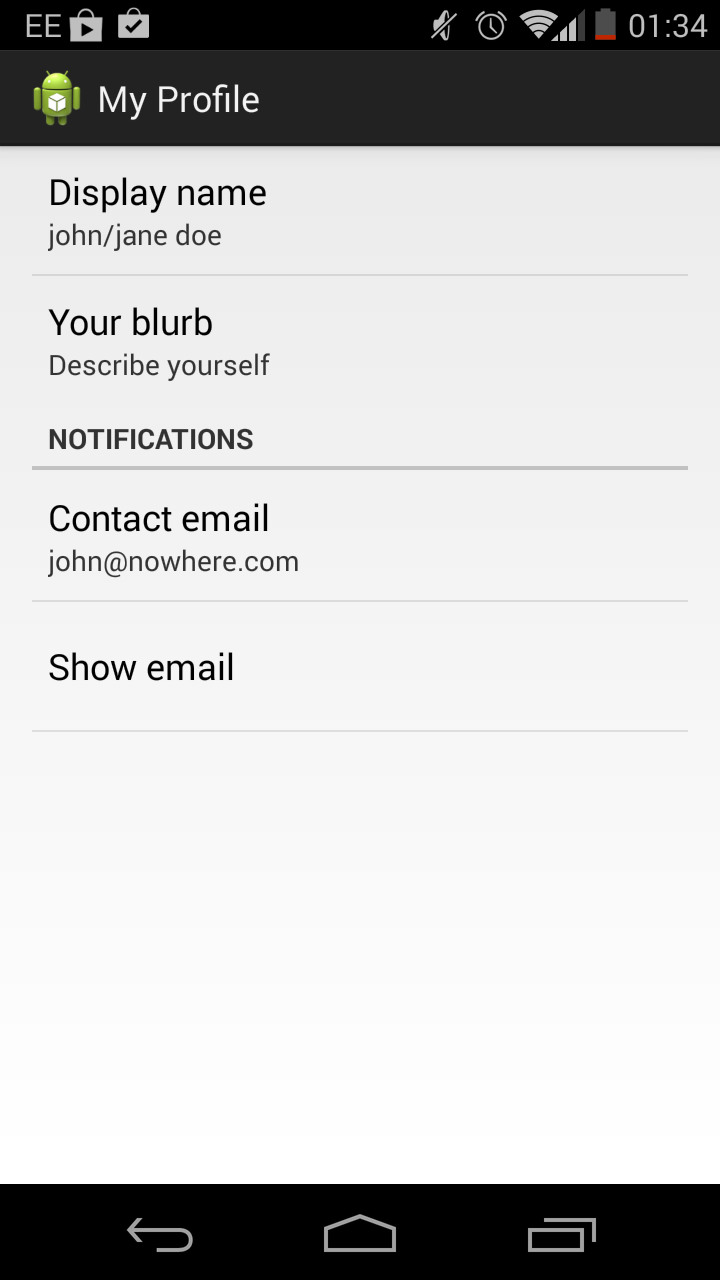 EE 01:34
My Profile
Display name
john/jane doe
Your blurb
Describe yourself
NOTIFICATIONS
Contact email
john@nowhere.com
Show email